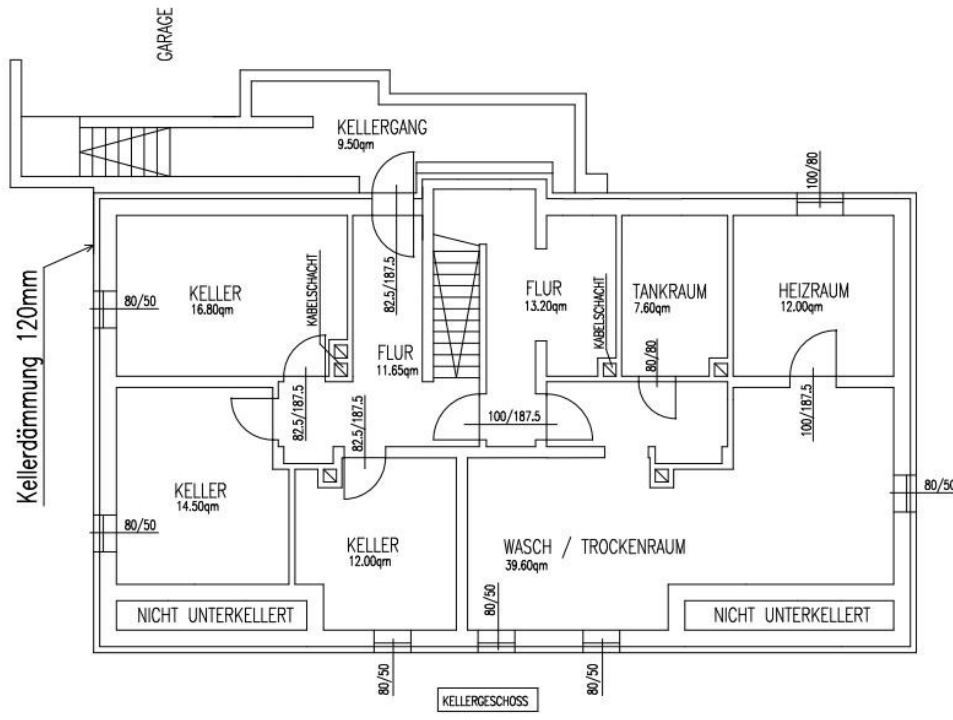 GARAGE
KELLERGANG
9.50qm
100/80
Kellerdämmung 120mm
80/50
KELLER
16.80qm
KABELSCHACHT
82.5/187.5
FLUR
11.65qm
FLUR
13.20qm
KABELSCHACHT
TANKRAUM
7.60qm
80/80
HEIZRAUM
12.00qm
82.5/187.5
82.5/187.5
100/187.5
100/187.5
KELLER
14.50qm
80/50
KELLER
12.00qm
WASCH / TROCKENRAUM
39.60qm
80/50
80/50
NICHT UNTERKELLERT
NICHT UNTERKELLERT
80/50
80/50
KELLERGESCHOSS